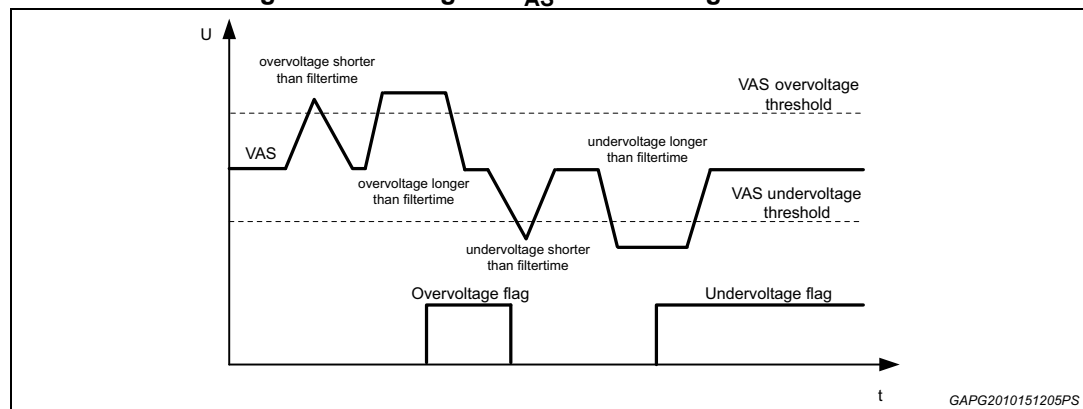 AS
U
overvoltage shorter
than filtertime
VAS overvoltage
threshold
VAS
undervoltage longer
than filtertime
overvoltage longer
than filtertime
VAS undervoltage
threshold
undervoltage shorter
than filtertime
Overvoltage flag
Undervoltage flag
t
GAPG2010151205PS